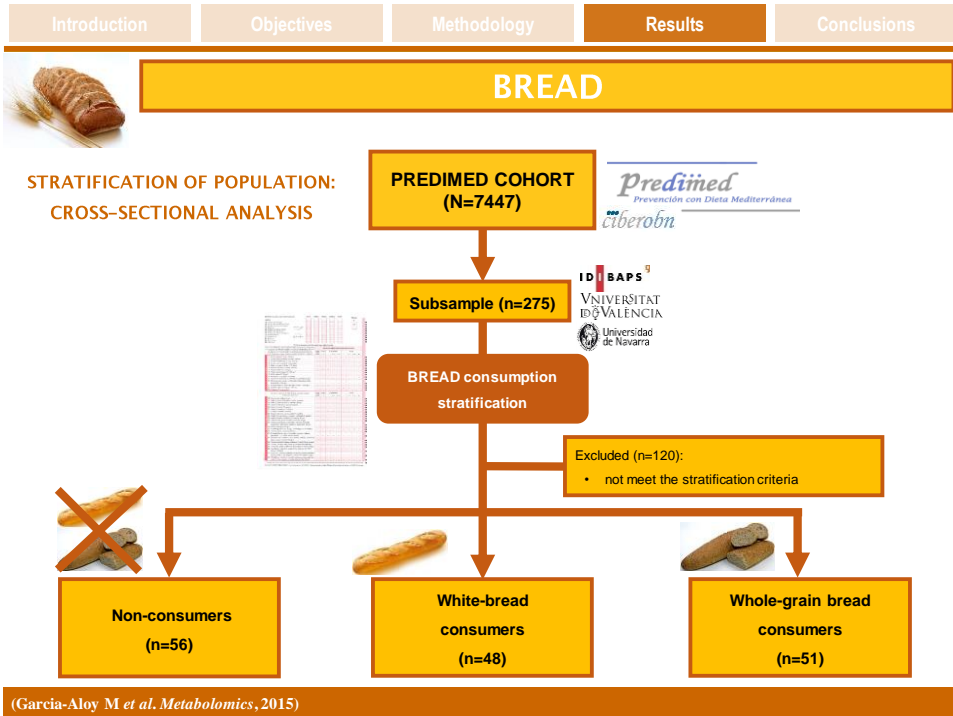 Introduction
Objectives
Methodology
Results
Conclusions
BREAD
STRATIFICATION OF POPULATION:
CROSS-SECTIONAL ANALYSIS
PREDIMED COHORT
(N=7447)
Predimed
Prevención con Dieta Mediterránea
ciberobn
Subsample (n=275)
IDIBAPS
VNIVERSITAT
DE VALÈNCIA
Universidad
de Navarra
BREAD consumption
stratification
Excluded (n=120):
• not meet the stratification criteria
Non-consumers
(n=56)
White-bread
consumers
(n=48)
Whole-grain bread
consumers
(n=51)
(Garcia-Aloy M et al. Metabolomics, 2015)